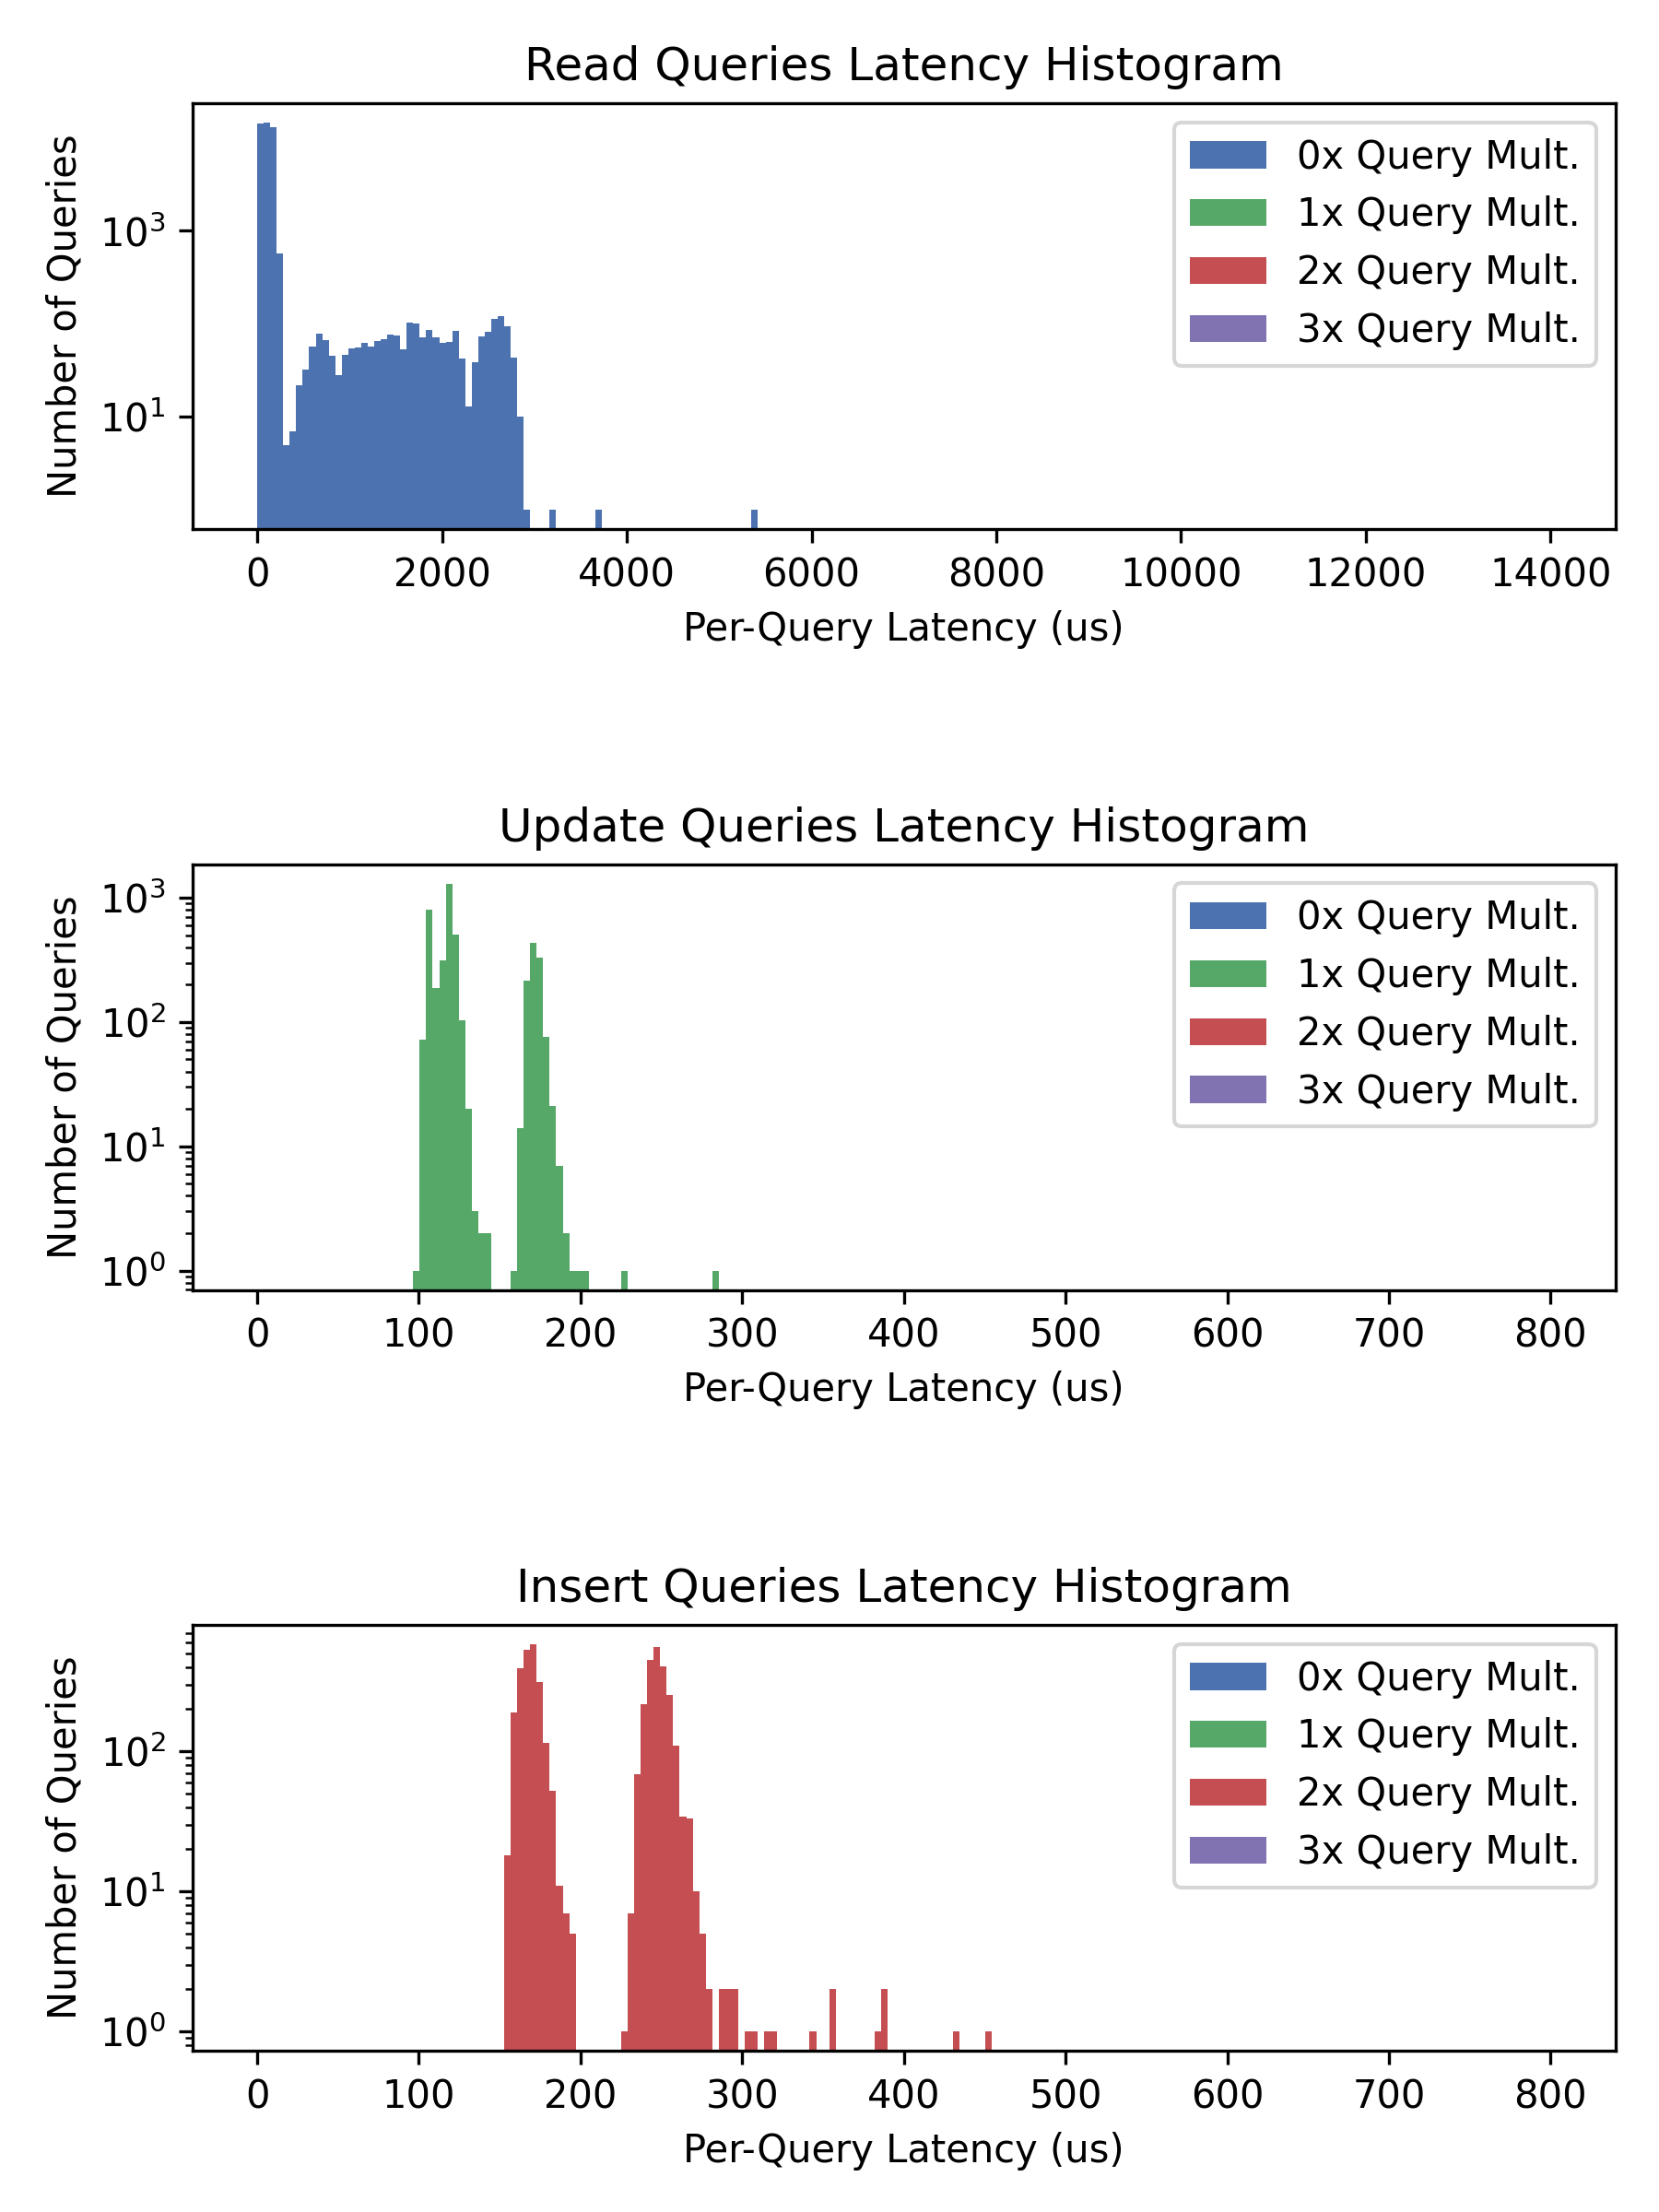 Read Queries Latency Histogram
Number of Queries
10³
10¹
0x Query Mult.
1x Query Mult.
2x Query Mult.
3x Query Mult.
0 2000 4000 6000 8000 10000 12000 14000
Per-Query Latency (us)
Update Queries Latency Histogram
Number of Queries
10³
10²
10¹
10⁰
0x Query Mult.
1x Query Mult.
2x Query Mult.
3x Query Mult.
0 100 200 300 400 500 600 700 800
Per-Query Latency (us)
Insert Queries Latency Histogram
Number of Queries
10²
10¹
10⁰
0x Query Mult.
1x Query Mult.
2x Query Mult.
3x Query Mult.
0 100 200 300 400 500 600 700 800
Per-Query Latency (us)